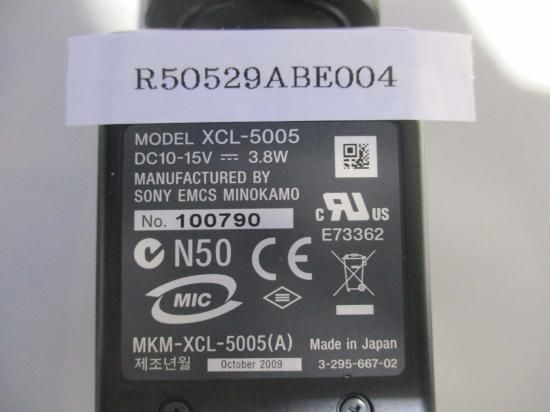 R50529ABE004
MODEL XCL-5005
DC10-15V ⎓ 3.8W
MANUFACTURED BY
SONY EMCS MINOKAMO
No. 100790
c RU US
E73362
N50 CE
MIC
MKM-XCL-5005(A) Made in Japan
제조년월 October 2009 3-295-667-02